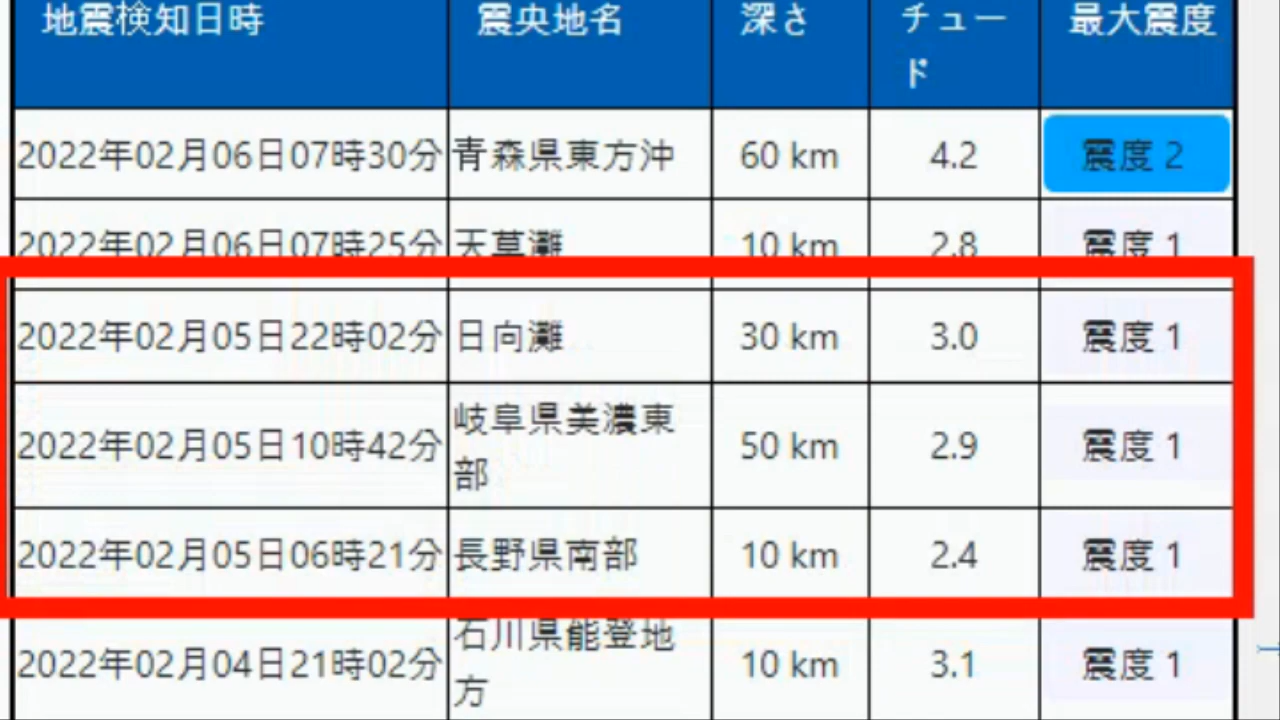 地震検知日時 震央地名 深さ チュー 最大震度
ド
2022年02月06日07時30分 青森県東方沖 60 km 4.2 震度 2
2022年02月06日07時25分 天草灘 10 km 2.8 震度 1
2022年02月05日22時02分 日向灘 30 km 3.0 震度 1
2022年02月05日10時42分 岐阜県美濃東 50 km 2.9 震度 1
部
2022年02月05日06時21分 長野県南部 10 km 2.4 震度 1
2022年02月04日21時02分 石川県能登地 10 km 3.1 震度 1
方